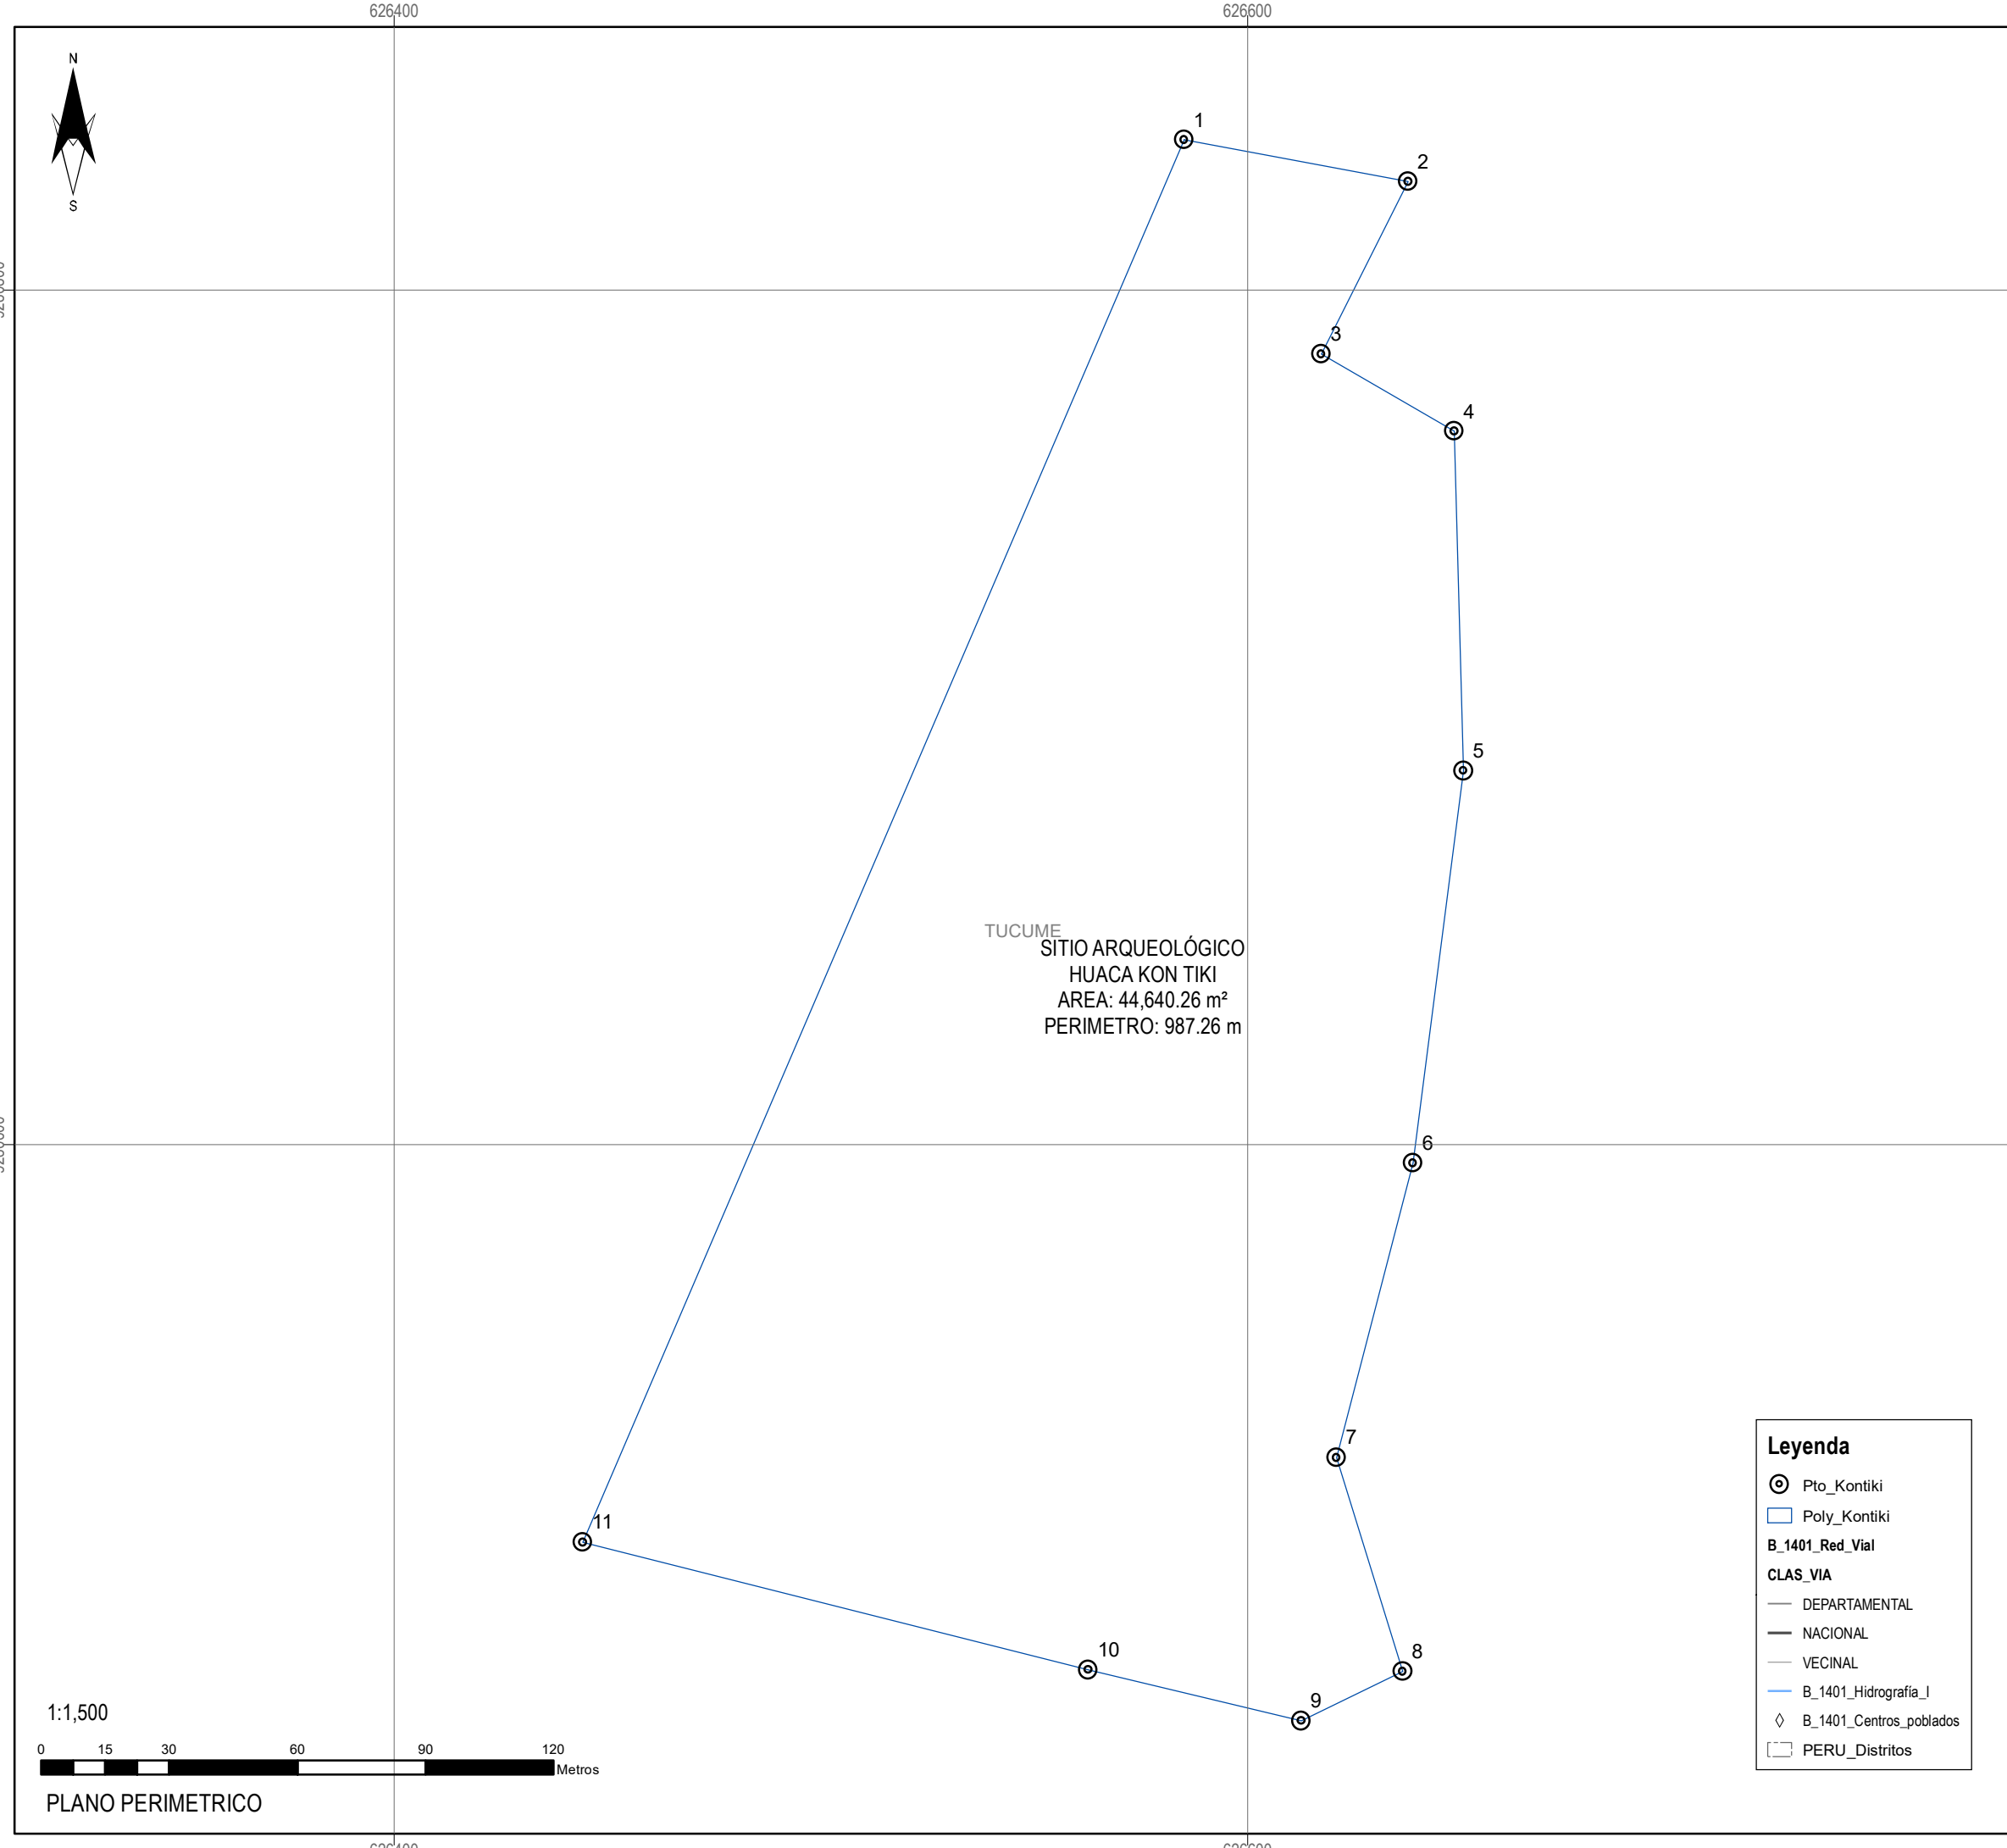 626400
626600
N
S
1
2
3
4
5
TUCUME
SITIO ARQUEOLÓGICO
HUACA KON TIKI
AREA: 44,640.26 m²
PERIMETRO: 987.26 m
6
7
11
10
8
9
Leyenda
Pto_Kontiki
Poly_Kontiki
B_1401_Red_Vial
CLAS_VIA
DEPARTAMENTAL
NACIONAL
VECINAL
B_1401_Hidrografía_l
B_1401_Centros_poblados
PERU_Distritos
1:1,500
0 15 30 60 90 120
Metros
PLANO PERIMETRICO
626400
626600